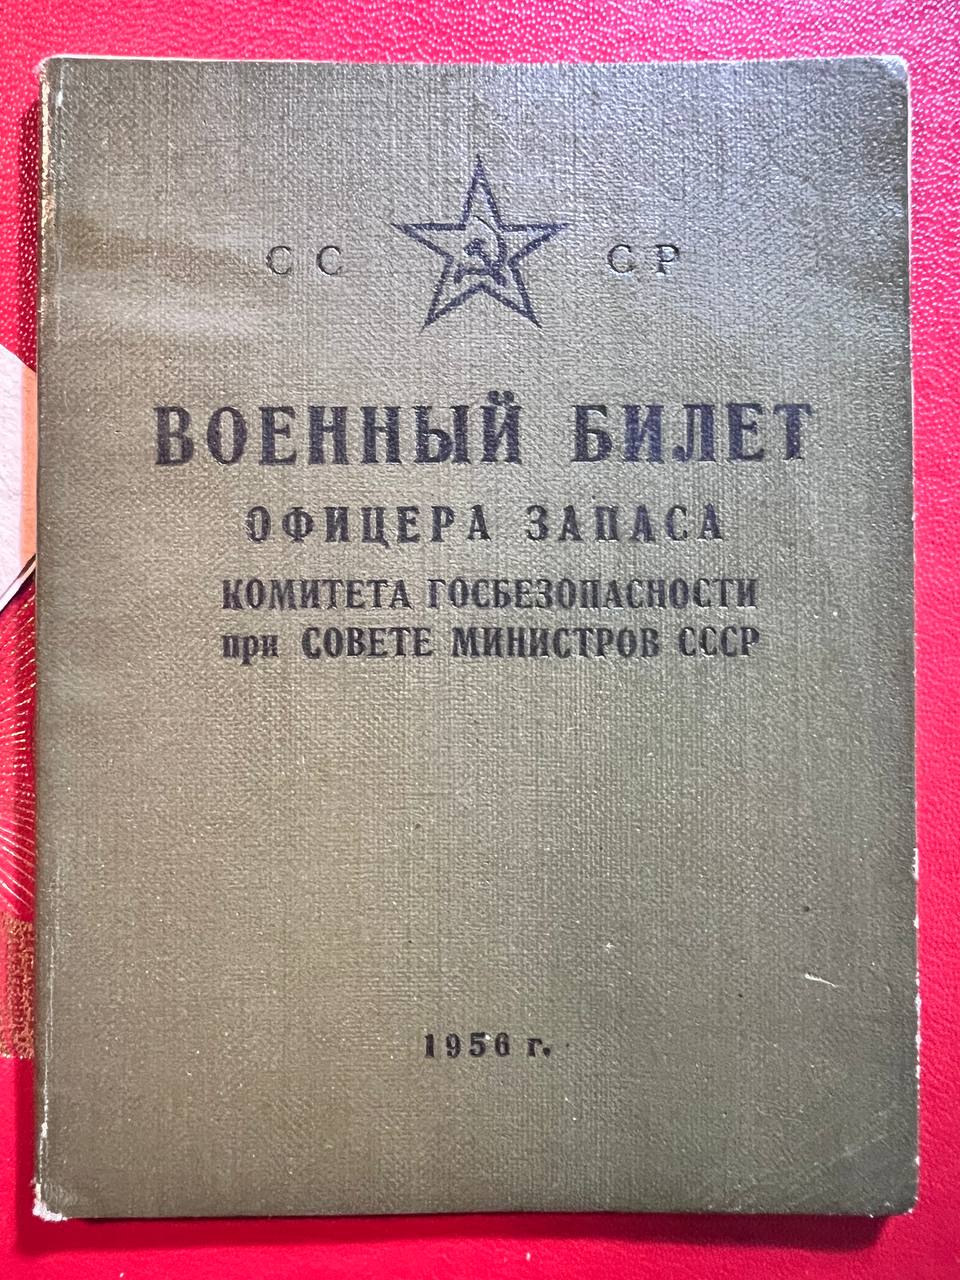 СС СР
ВОЕННЫЙ БИЛЕТ
ОФИЦЕРА ЗАПАСА
КОМИТЕТА ГОСБЕЗОПАСНОСТИ
при СОВЕТЕ МИНИСТРОВ СССР
1956 г.